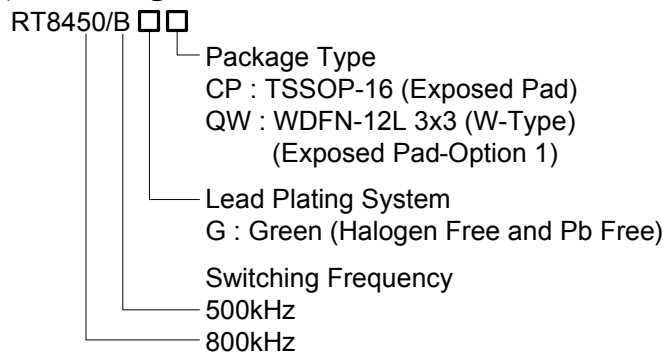 RT8450/B □□
Package Type
CP : TSSOP-16 (Exposed Pad)
QW : WDFN-12L 3x3 (W-Type)
(Exposed Pad-Option 1)
Lead Plating System
G : Green (Halogen Free and Pb Free)
Switching Frequency
500kHz
800kHz